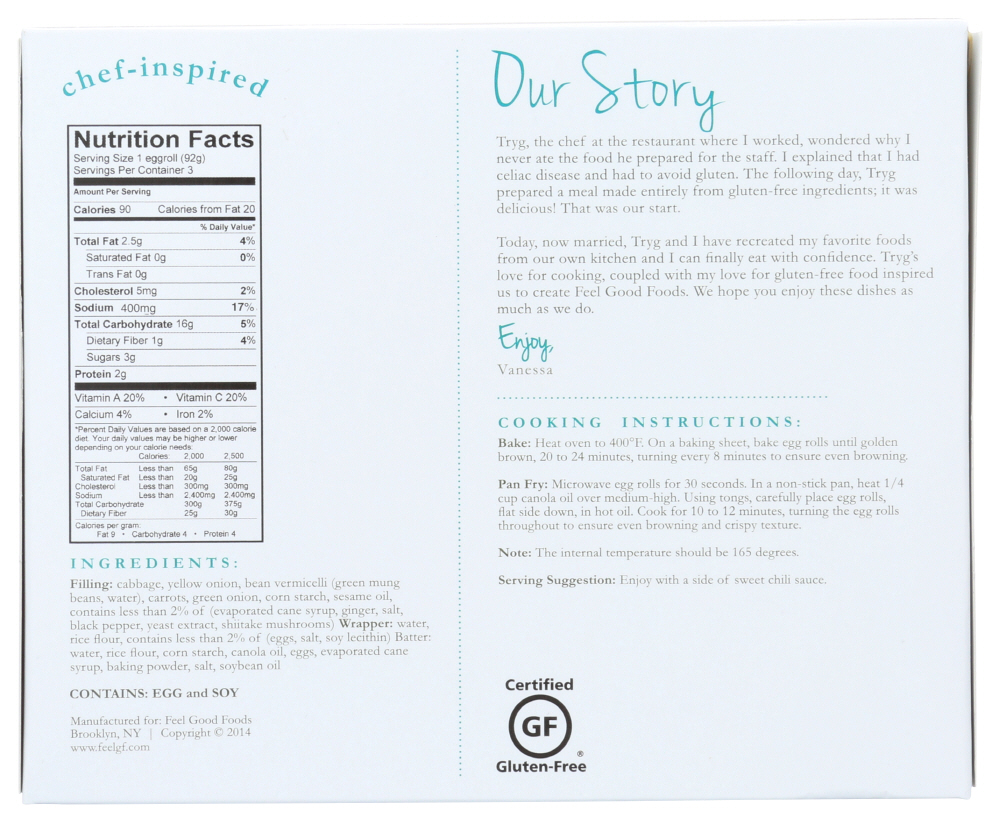 chef-inspired
Nutrition Facts
Serving Size 1 eggroll (92g)
Servings Per Container 3
Amount Per Serving
Calories 90 Calories from Fat 20
% Daily Value*
Total Fat 2.5g 4%
Saturated Fat 0g 0%
Trans Fat 0g
Cholesterol 5mg 2%
Sodium 400mg 17%
Total Carbohydrate 16g 5%
Dietary Fiber 1g 4%
Sugars 3g
Protein 2g
Vitamin A 20% • Vitamin C 20%
Calcium 4% • Iron 2%
*Percent Daily Values are based on a 2,000 calorie
diet. Your daily values may be higher or lower
depending on your calorie needs:
Calories: 2,000 2,500
Total Fat Less than 65g 80g
Saturated Fat Less than 20g 25g
Cholesterol Less than 300mg 300mg
Sodium Less than 2,400mg 2,400mg
Total Carbohydrate 300g 375g
Dietary Fiber 25g 30g
Calories per gram:
Fat 9 • Carbohydrate 4 • Protein 4
INGREDIENTS:
Filling: cabbage, yellow onion, bean vermicelli (green mung
beans, water), carrots, green onion, corn starch, sesame oil,
contains less than 2% of (evaporated cane syrup, ginger, salt,
black pepper, yeast extract, shiitake mushrooms) Wrapper: water,
rice flour, contains less than 2% of (eggs, salt, soy lecithin) Batter:
water, rice flour, corn starch, canola oil, eggs, evaporated cane
syrup, baking powder, salt, soybean oil
CONTAINS: EGG and SOY
Manufactured for: Feel Good Foods
Brooklyn, NY | Copyright © 2014
www.feelgf.com
Our Story
Tryg, the chef at the restaurant where I worked, wondered why I
never ate the food he prepared for the staff. I explained that I had
celiac disease and had to avoid gluten. The following day, Tryg
prepared a meal made entirely from gluten-free ingredients; it was
delicious! That was our start.
Today, now married, Tryg and I have recreated my favorite foods
from our own kitchen and I can finally eat with confidence. Tryg's
love for cooking, coupled with my love for gluten-free food inspired
us to create Feel Good Foods. We hope you enjoy these dishes as
much as we do.
Enjoy,
Vanessa
COOKING INSTRUCTIONS:
Bake: Heat oven to 400°F. On a baking sheet, bake egg rolls until golden
brown, 20 to 24 minutes, turning every 8 minutes to ensure even browning.
Pan Fry: Microwave egg rolls for 30 seconds. In a non-stick pan, heat 1/4
cup canola oil over medium-high. Using tongs, carefully place egg rolls,
flat side down, in hot oil. Cook for 10 to 12 minutes, turning the egg rolls
throughout to ensure even browning and crispy texture.
Note: The internal temperature should be 165 degrees.
Serving Suggestion: Enjoy with a side of sweet chili sauce.
Certified
GF
®
Gluten-Free